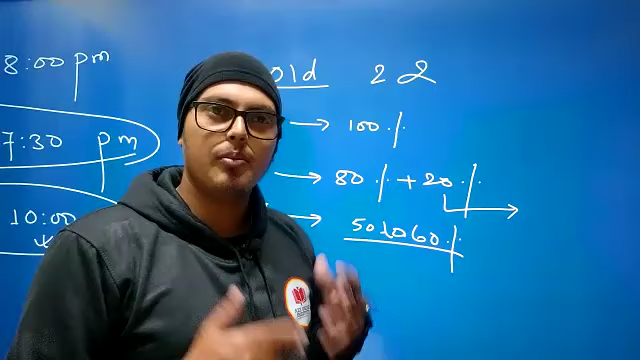 8:00 pm
7:30 pm
10:00
old 22
→ 100%
→ 80% + 20% →
→ 50 to 60%